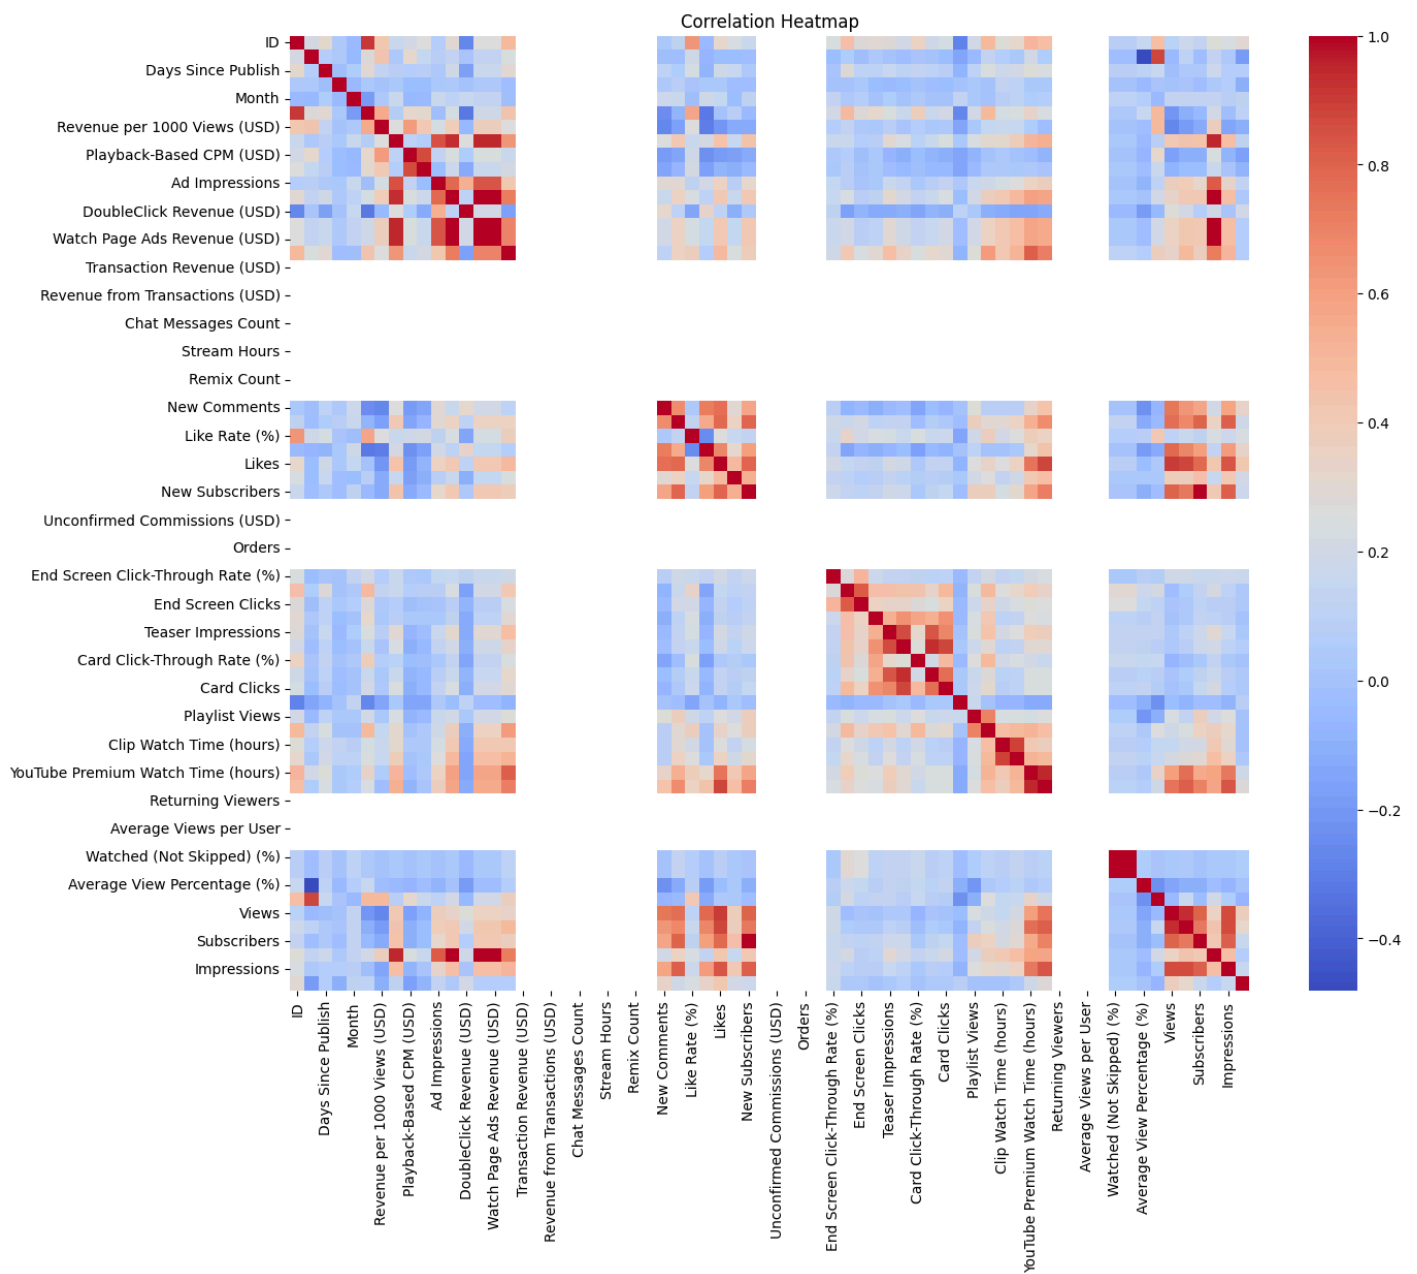 Correlation Heatmap
ID
Days Since Publish
Month
Revenue per 1000 Views (USD)
Playback-Based CPM (USD)
Ad Impressions
DoubleClick Revenue (USD)
Watch Page Ads Revenue (USD)
Transaction Revenue (USD)
Revenue from Transactions (USD)
Chat Messages Count
Stream Hours
Remix Count
New Comments
Like Rate (%)
Likes
New Subscribers
Unconfirmed Commissions (USD)
Orders
End Screen Click-Through Rate (%)
End Screen Clicks
Teaser Impressions
Card Click-Through Rate (%)
Card Clicks
Playlist Views
Clip Watch Time (hours)
YouTube Premium Watch Time (hours)
Returning Viewers
Average Views per User
Watched (Not Skipped) (%)
Average View Percentage (%)
Views
Subscribers
Impressions
ID
Days Since Publish
Month
Revenue per 1000 Views (USD)
Playback-Based CPM (USD)
Ad Impressions
DoubleClick Revenue (USD)
Watch Page Ads Revenue (USD)
Transaction Revenue (USD)
Revenue from Transactions (USD)
Chat Messages Count
Stream Hours
Remix Count
New Comments
Like Rate (%)
Likes
New Subscribers
Unconfirmed Commissions (USD)
Orders
End Screen Click-Through Rate (%)
End Screen Clicks
Teaser Impressions
Card Click-Through Rate (%)
Card Clicks
Playlist Views
Clip Watch Time (hours)
YouTube Premium Watch Time (hours)
Returning Viewers
Average Views per User
Watched (Not Skipped) (%)
Average View Percentage (%)
Views
Subscribers
Impressions
1.0
0.8
0.6
0.4
0.2
0.0
−0.2
−0.4